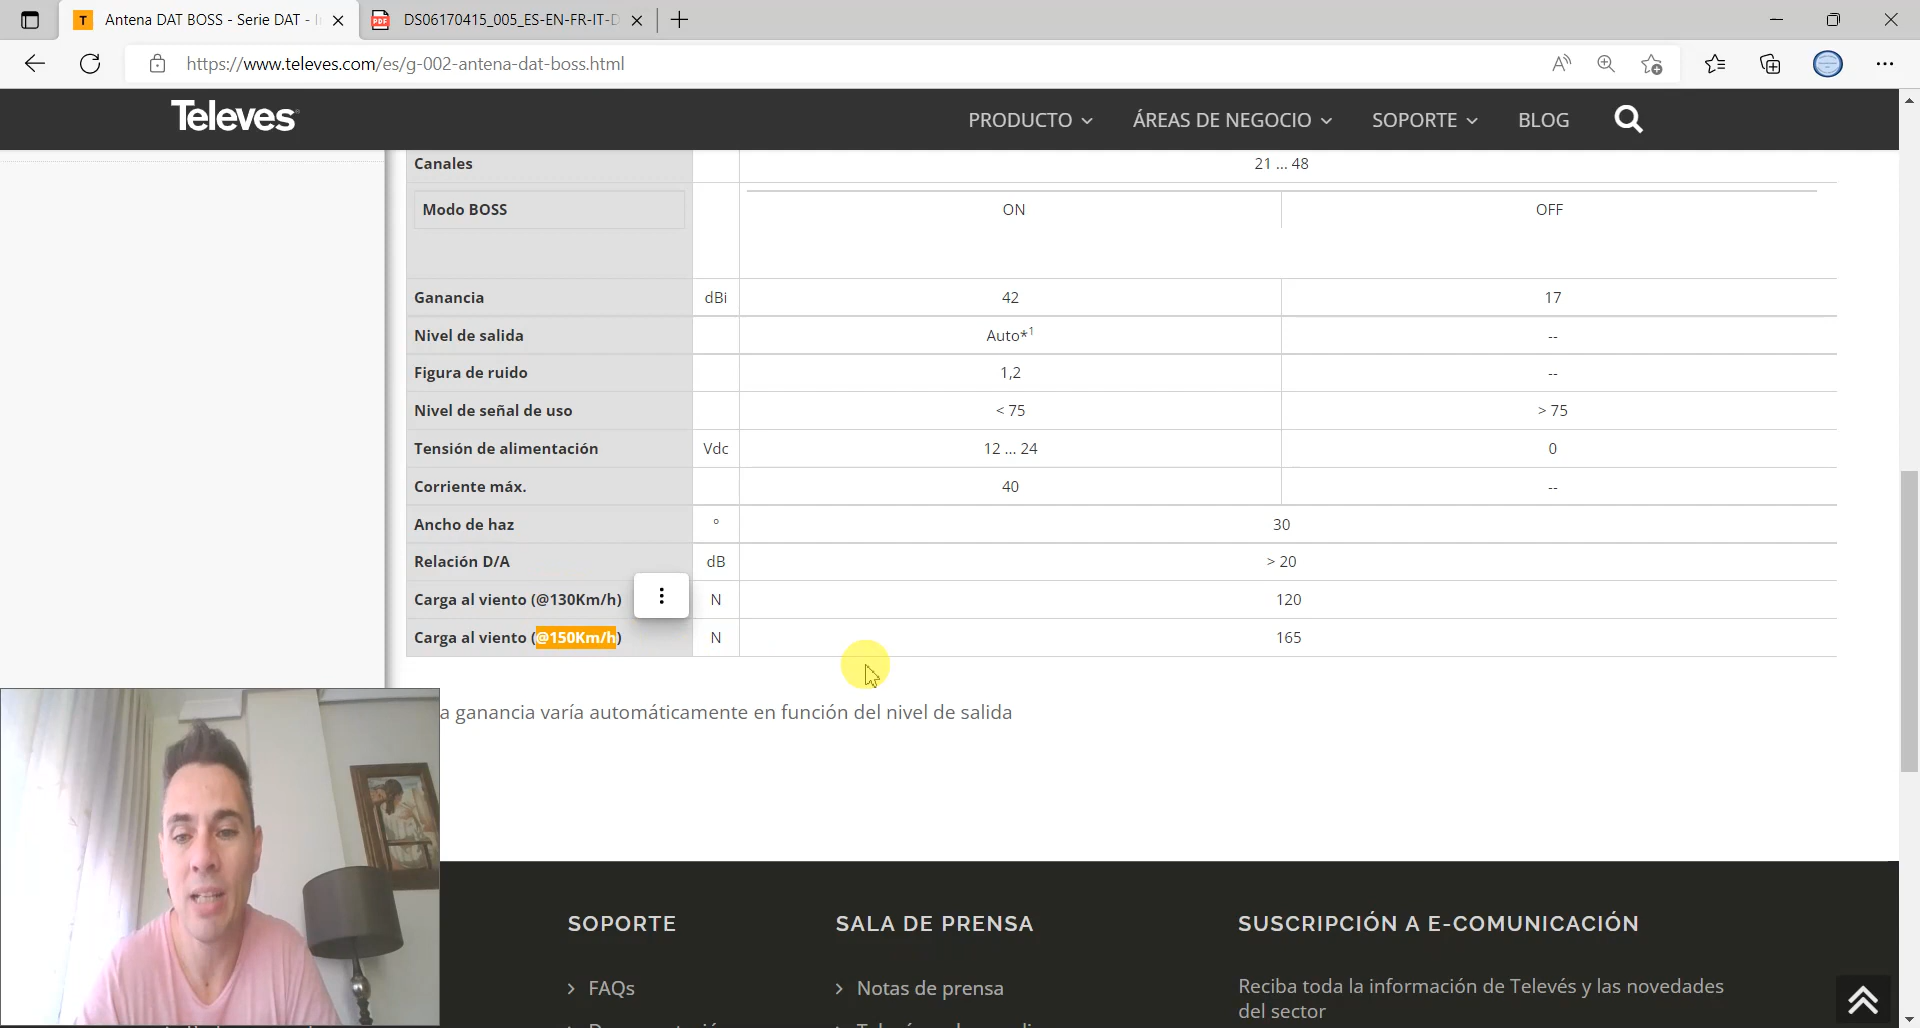 Antena DAT BOSS - Serie DAT -
DS06170415_005_ES-EN-FR-IT-D
https://www.televes.com/es/g-002-antena-dat-boss.html
Televes
PRODUCTO
ÁREAS DE NEGOCIO
SOPORTE
BLOG
Canales 21 ... 48
Modo BOSS ON OFF
Ganancia dBi 42 17
Nivel de salida Auto*1 --
Figura de ruido 1,2 --
Nivel de señal de uso < 75 > 75
Tensión de alimentación Vdc 12 ... 24 0
Corriente máx. 40 --
Ancho de haz ° 30
Relación D/A dB > 20
Carga al viento (@130Km/h) N 120
Carga al viento (@150Km/h) N 165
a ganancia varía automáticamente en función del nivel de salida
SOPORTE
SALA DE PRENSA
SUSCRIPCIÓN A E-COMUNICACIÓN
FAQs
Notas de prensa
Reciba toda la información de Televés y las novedades
del sector